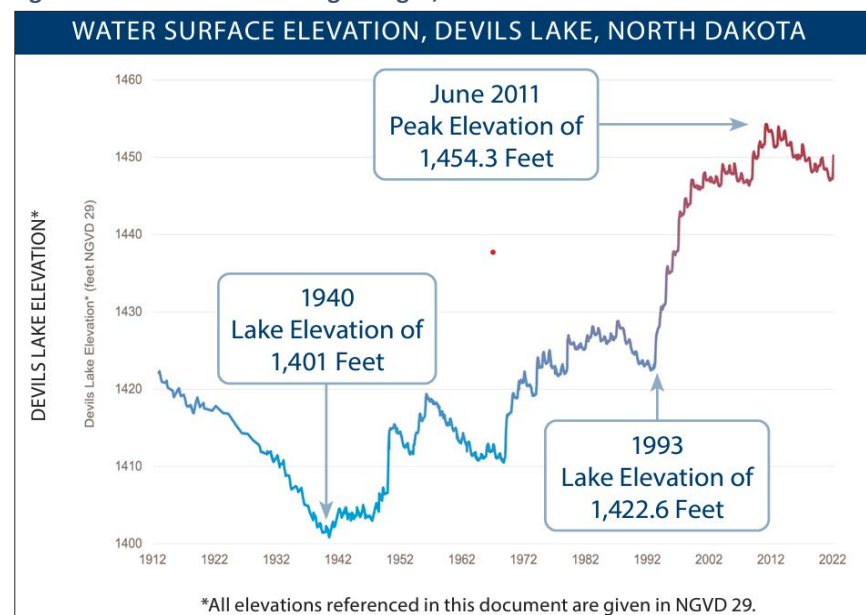 WATER SURFACE ELEVATION, DEVILS LAKE, NORTH DAKOTA
DEVILS LAKE ELEVATION*
Devils Lake Elevation* (feet NGVD 29)
1460
1450
1440
1430
1420
1410
1400
June 2011
Peak Elevation of
1,454.3 Feet
1940
Lake Elevation of
1,401 Feet
1993
Lake Elevation of
1,422.6 Feet
1912 1922 1932 1942 1952 1962 1972 1982 1992 2002 2012 2022
*All elevations referenced in this document are given in NGVD 29.